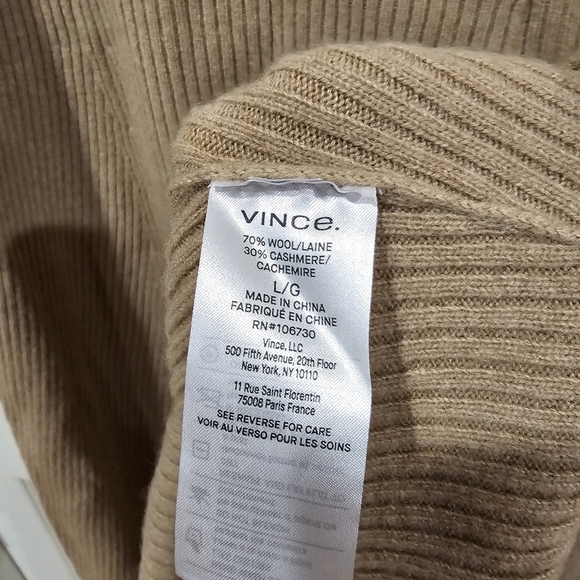 VINCE.
70% WOOL/LAINE
30% CASHMERE/
CACHEMIRE
L/G
MADE IN CHINA
FABRIQUÉ EN CHINE
RN#106730
Vince, LLC
500 Fifth Avenue, 20th Floor
New York, NY 10110
11 Rue Saint Florentin
75008 Paris France
SEE REVERSE FOR CARE
VOIR AU VERSO POUR LES SOINS